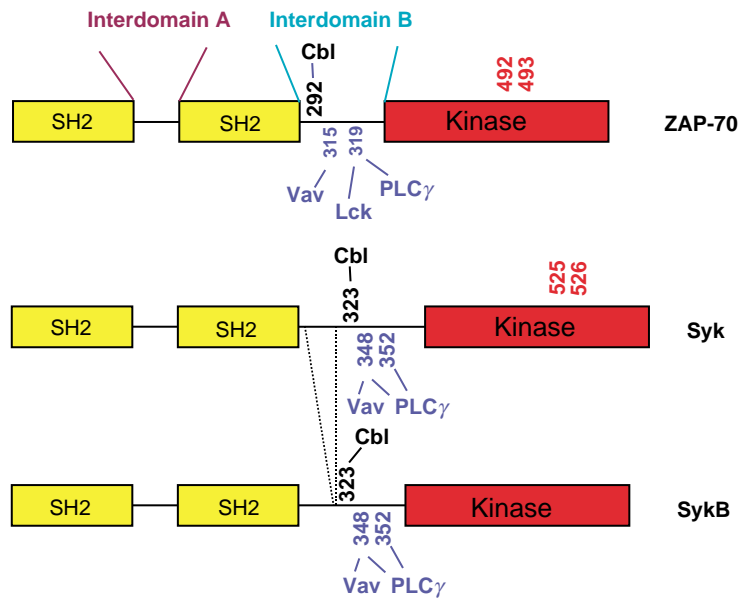 Interdomain A
Interdomain B
Cbl
292
492
493
SH2
SH2
Kinase
ZAP-70
315
319
Vav
Lck
PLCγ
Cbl
323
525
526
SH2
SH2
Kinase
Syk
348
352
Vav
PLCγ
Cbl
323
SH2
SH2
Kinase
SykB
348
352
Vav
PLCγ